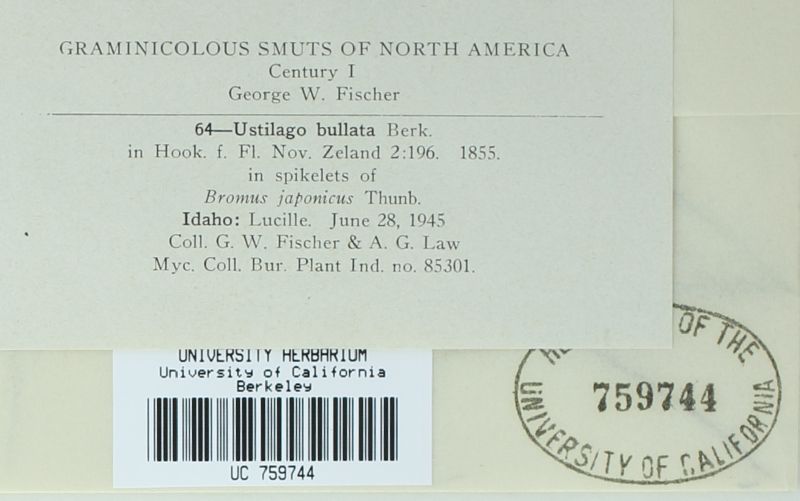 GRAMINICOLOUS SMUTS OF NORTH AMERICA
Century I
George W. Fischer
64—Ustilago bullata Berk.
in Hook. f. Fl. Nov. Zeland 2:196. 1855.
in spikelets of
Bromus japonicus Thunb.
Idaho: Lucille. June 28, 1945
Coll. G. W. Fischer & A. G. Law
Myc. Coll. Bur. Plant Ind. no. 85301.
UNIVERSITY HERBARIUM
University of California
Berkeley
UC 759744
OF THE
759744
UNIVERSITY OF CALIFORNIA